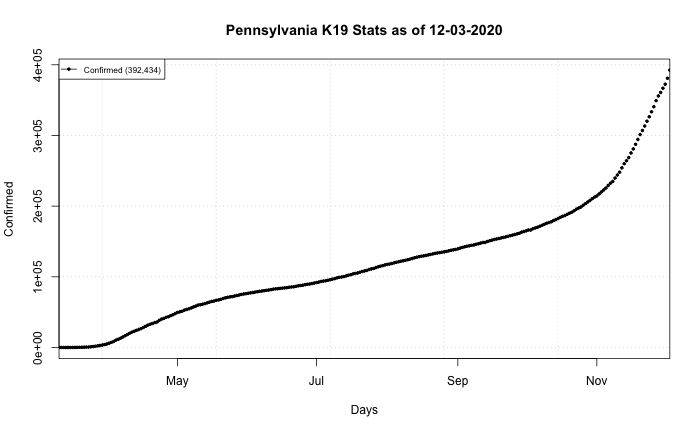 Pennsylvania K19 Stats as of 12-03-2020
Confirmed (392,434)
4e+05
3e+05
2e+05
1e+05
0e+00
Confirmed
May Jul Sep Nov
Days